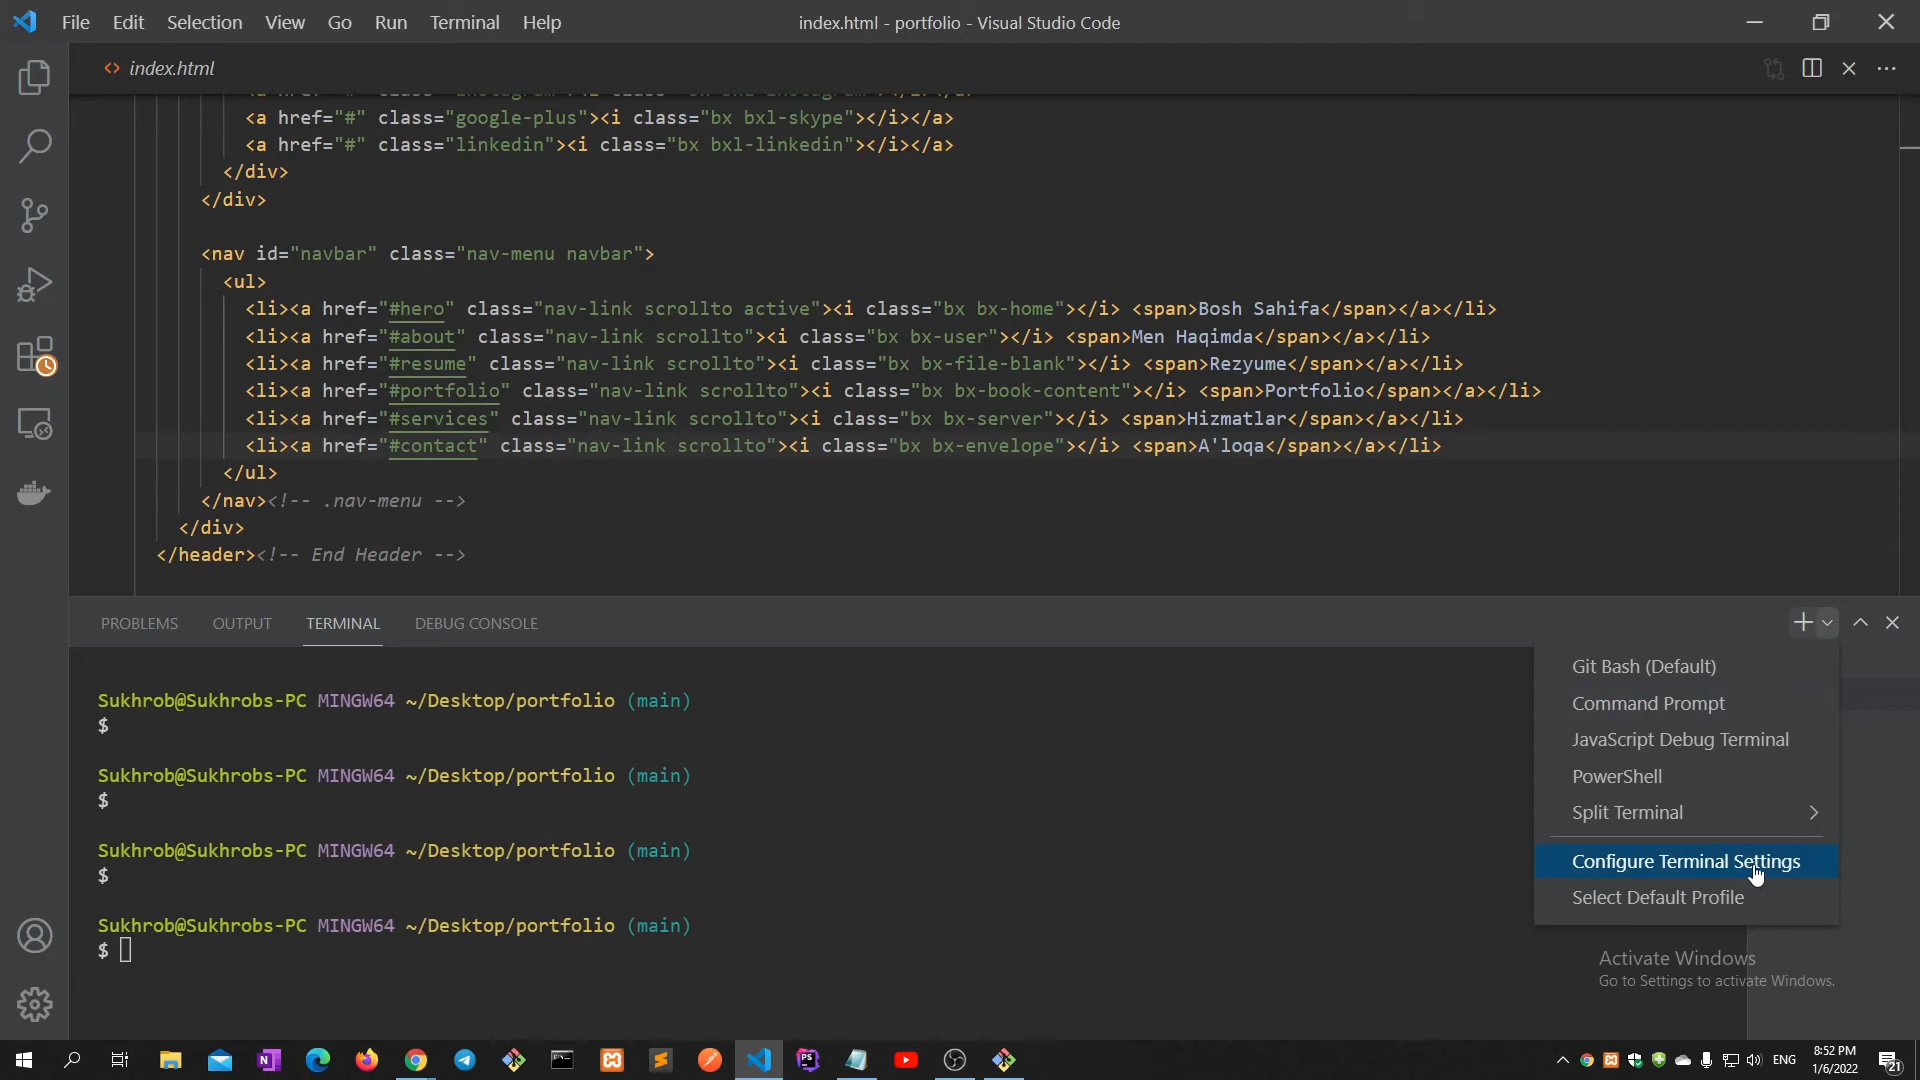 File Edit Selection View Go Run Terminal Help index.html - portfolio - Visual Studio Code
<> index.html
<a href="#" class="google-plus"><i class="bx bxl-skype"></i></a>
<a href="#" class="linkedin"><i class="bx bxl-linkedin"></i></a>
</div>
</div>
<nav id="navbar" class="nav-menu navbar">
<ul>
<li><a href="#hero" class="nav-link scrollto active"><i class="bx bx-home"></i> <span>Bosh Sahifa</span></a></li>
<li><a href="#about" class="nav-link scrollto"><i class="bx bx-user"></i> <span>Men Haqimda</span></a></li>
<li><a href="#resume" class="nav-link scrollto"><i class="bx bx-file-blank"></i> <span>Rezyume</span></a></li>
<li><a href="#portfolio" class="nav-link scrollto"><i class="bx bx-book-content"></i> <span>Portfolio</span></a></li>
<li><a href="#services" class="nav-link scrollto"><i class="bx bx-server"></i> <span>Hizmatlar</span></a></li>
<li><a href="#contact" class="nav-link scrollto"><i class="bx bx-envelope"></i> <span>A'loqa</span></a></li>
</ul>
</nav><!-- .nav-menu -->
</div>
</header><!-- End Header -->
PROBLEMS OUTPUT TERMINAL DEBUG CONSOLE
Sukhrob@Sukhrobs-PC MINGW64 ~/Desktop/portfolio (main)
$
Sukhrob@Sukhrobs-PC MINGW64 ~/Desktop/portfolio (main)
$
Sukhrob@Sukhrobs-PC MINGW64 ~/Desktop/portfolio (main)
$
Sukhrob@Sukhrobs-PC MINGW64 ~/Desktop/portfolio (main)
$
Git Bash (Default)
Command Prompt
JavaScript Debug Terminal
PowerShell
Split Terminal
Configure Terminal Settings
Select Default Profile
Activate Windows
Go to Settings to activate Windows.
ENG
8:52 PM
1/6/2022
21